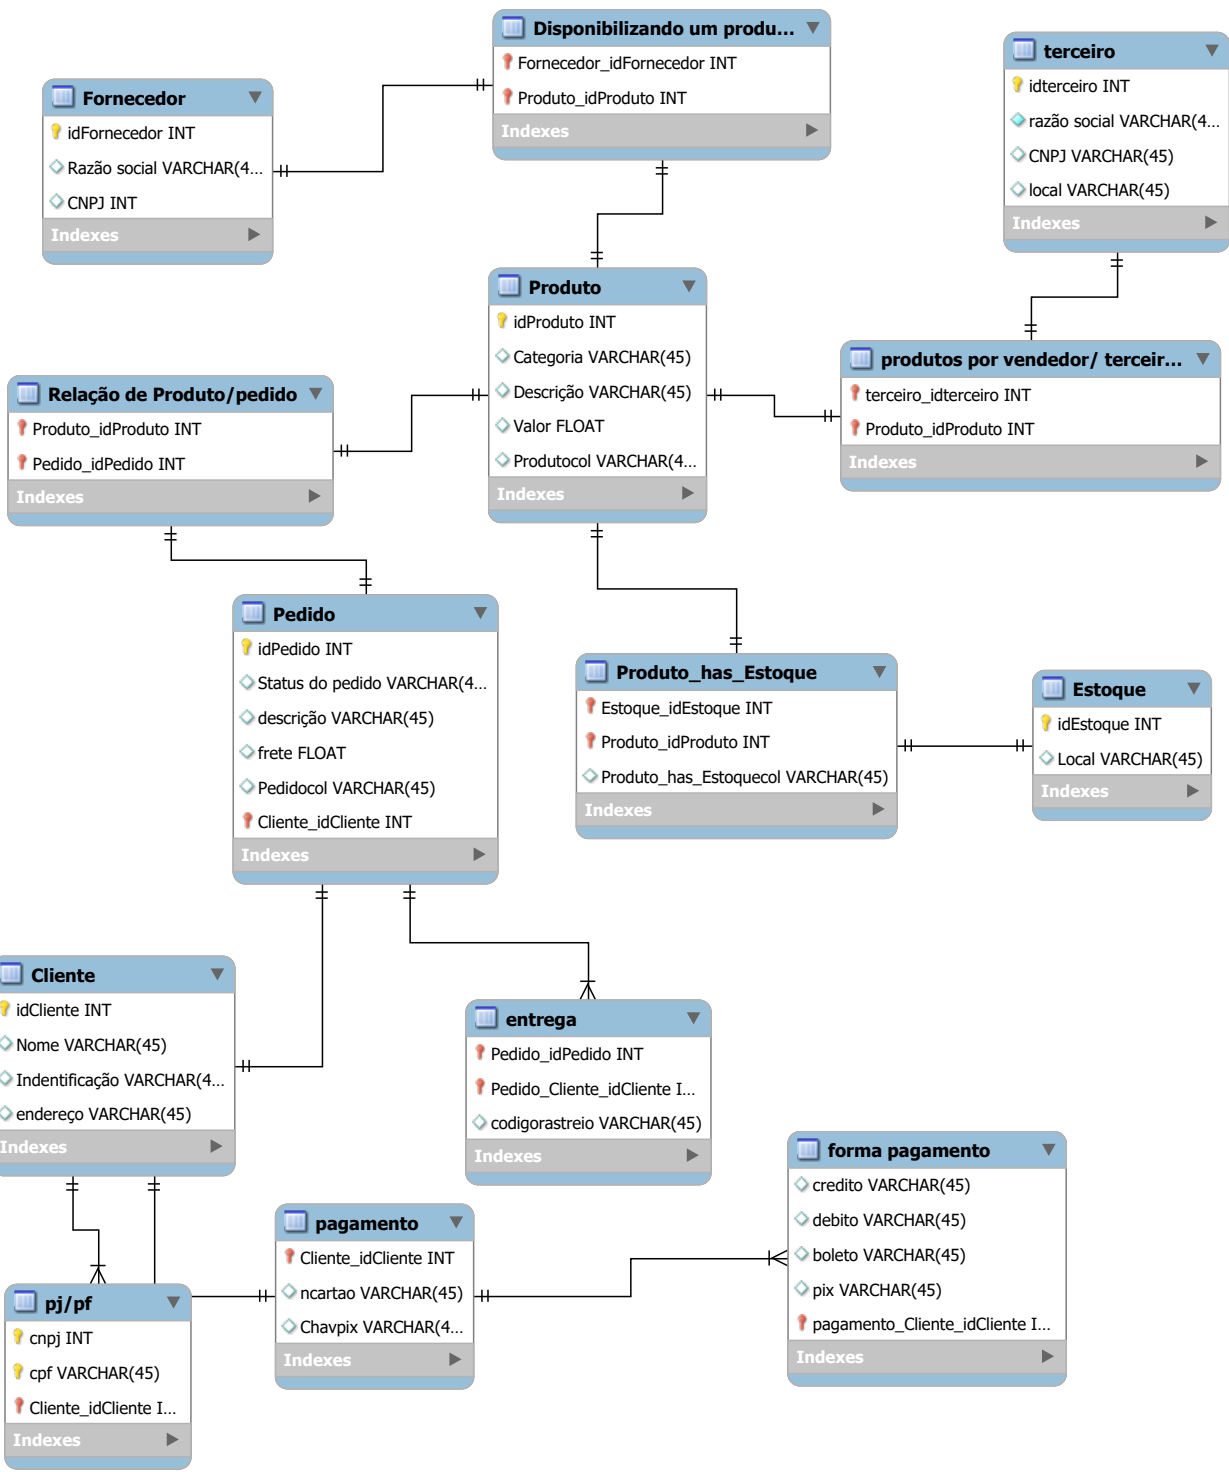 Disponibilizando um produ...
Fornecedor_idFornecedor INT
Produto_idProduto INT
Indexes
terceiro
idterceiro INT
razão social VARCHAR(4...
CNPJ VARCHAR(45)
local VARCHAR(45)
Indexes
Fornecedor
idFornecedor INT
Razão social VARCHAR(4...
CNPJ INT
Indexes
Produto
idProduto INT
Categoria VARCHAR(45)
Descrição VARCHAR(45)
Valor FLOAT
Produtocol VARCHAR(4...
Indexes
produtos por vendedor/ terceir...
terceiro_idterceiro INT
Produto_idProduto INT
Indexes
Relação de Produto/pedido
Produto_idProduto INT
Pedido_idPedido INT
Indexes
Pedido
idPedido INT
Status do pedido VARCHAR(4...
descrição VARCHAR(45)
frete FLOAT
Pedidocol VARCHAR(45)
Cliente_idCliente INT
Indexes
Produto_has_Estoque
Estoque_idEstoque INT
Produto_idProduto INT
Produto_has_Estoquecol VARCHAR(45)
Indexes
Estoque
idEstoque INT
Local VARCHAR(45)
Indexes
Cliente
idCliente INT
Nome VARCHAR(45)
Indentificação VARCHAR(4...
endereço VARCHAR(45)
Indexes
entrega
Pedido_idPedido INT
Pedido_Cliente_idCliente I...
codigorastreio VARCHAR(45)
Indexes
forma pagamento
credito VARCHAR(45)
debito VARCHAR(45)
boleto VARCHAR(45)
pix VARCHAR(45)
pagamento_Cliente_idCliente I...
Indexes
pagamento
Cliente_idCliente INT
ncartao VARCHAR(45)
Chavpix VARCHAR(4...
Indexes
pj/pf
cnpj INT
cpf VARCHAR(45)
Cliente_idCliente I...
Indexes